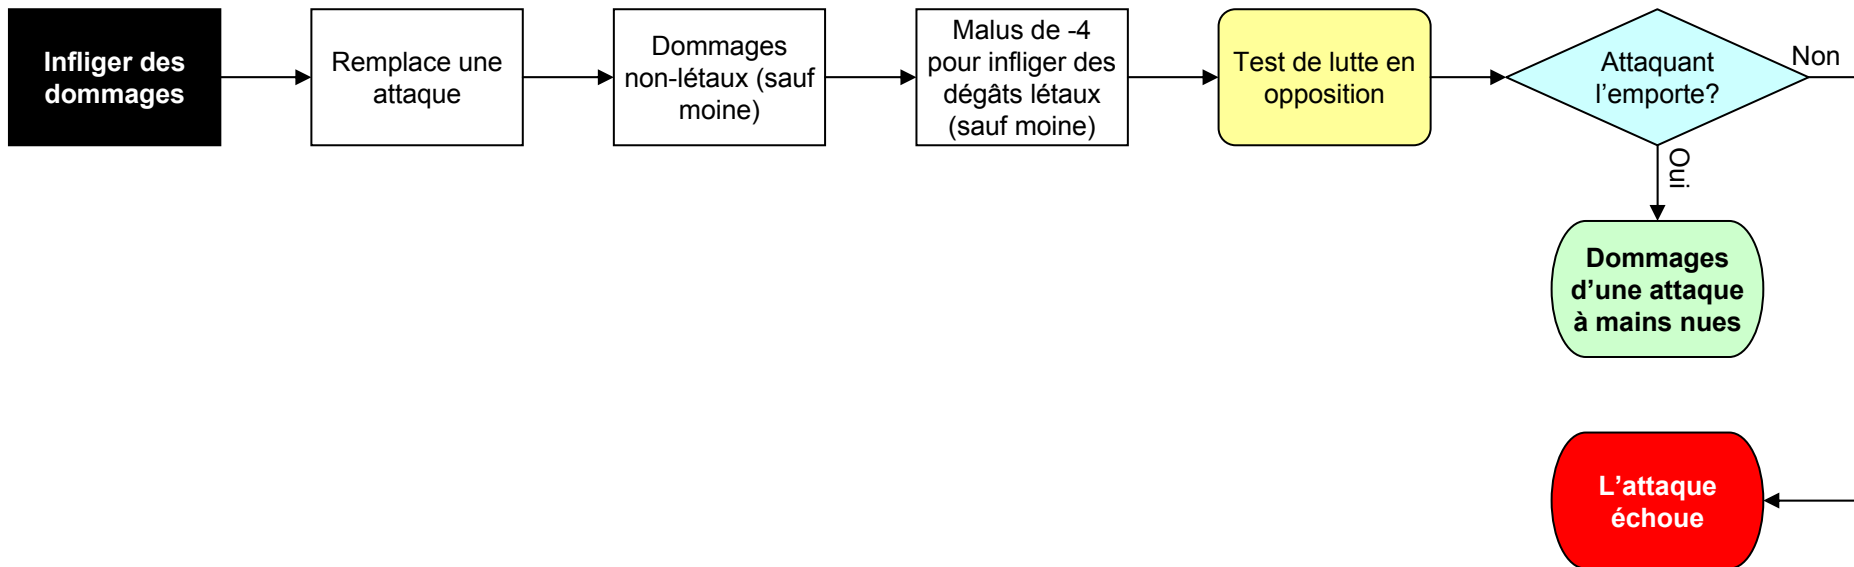 Infliger des
dommages
Remplace une
attaque
Dommages
non-létaux (sauf
moine)
Malus de -4
pour infliger des
dégâts létaux
(sauf moine)
Test de lutte en
opposition
Attaquant
l’emporte?
Non
Oui
Dommages
d’une attaque
à mains nues
L’attaque
échoue